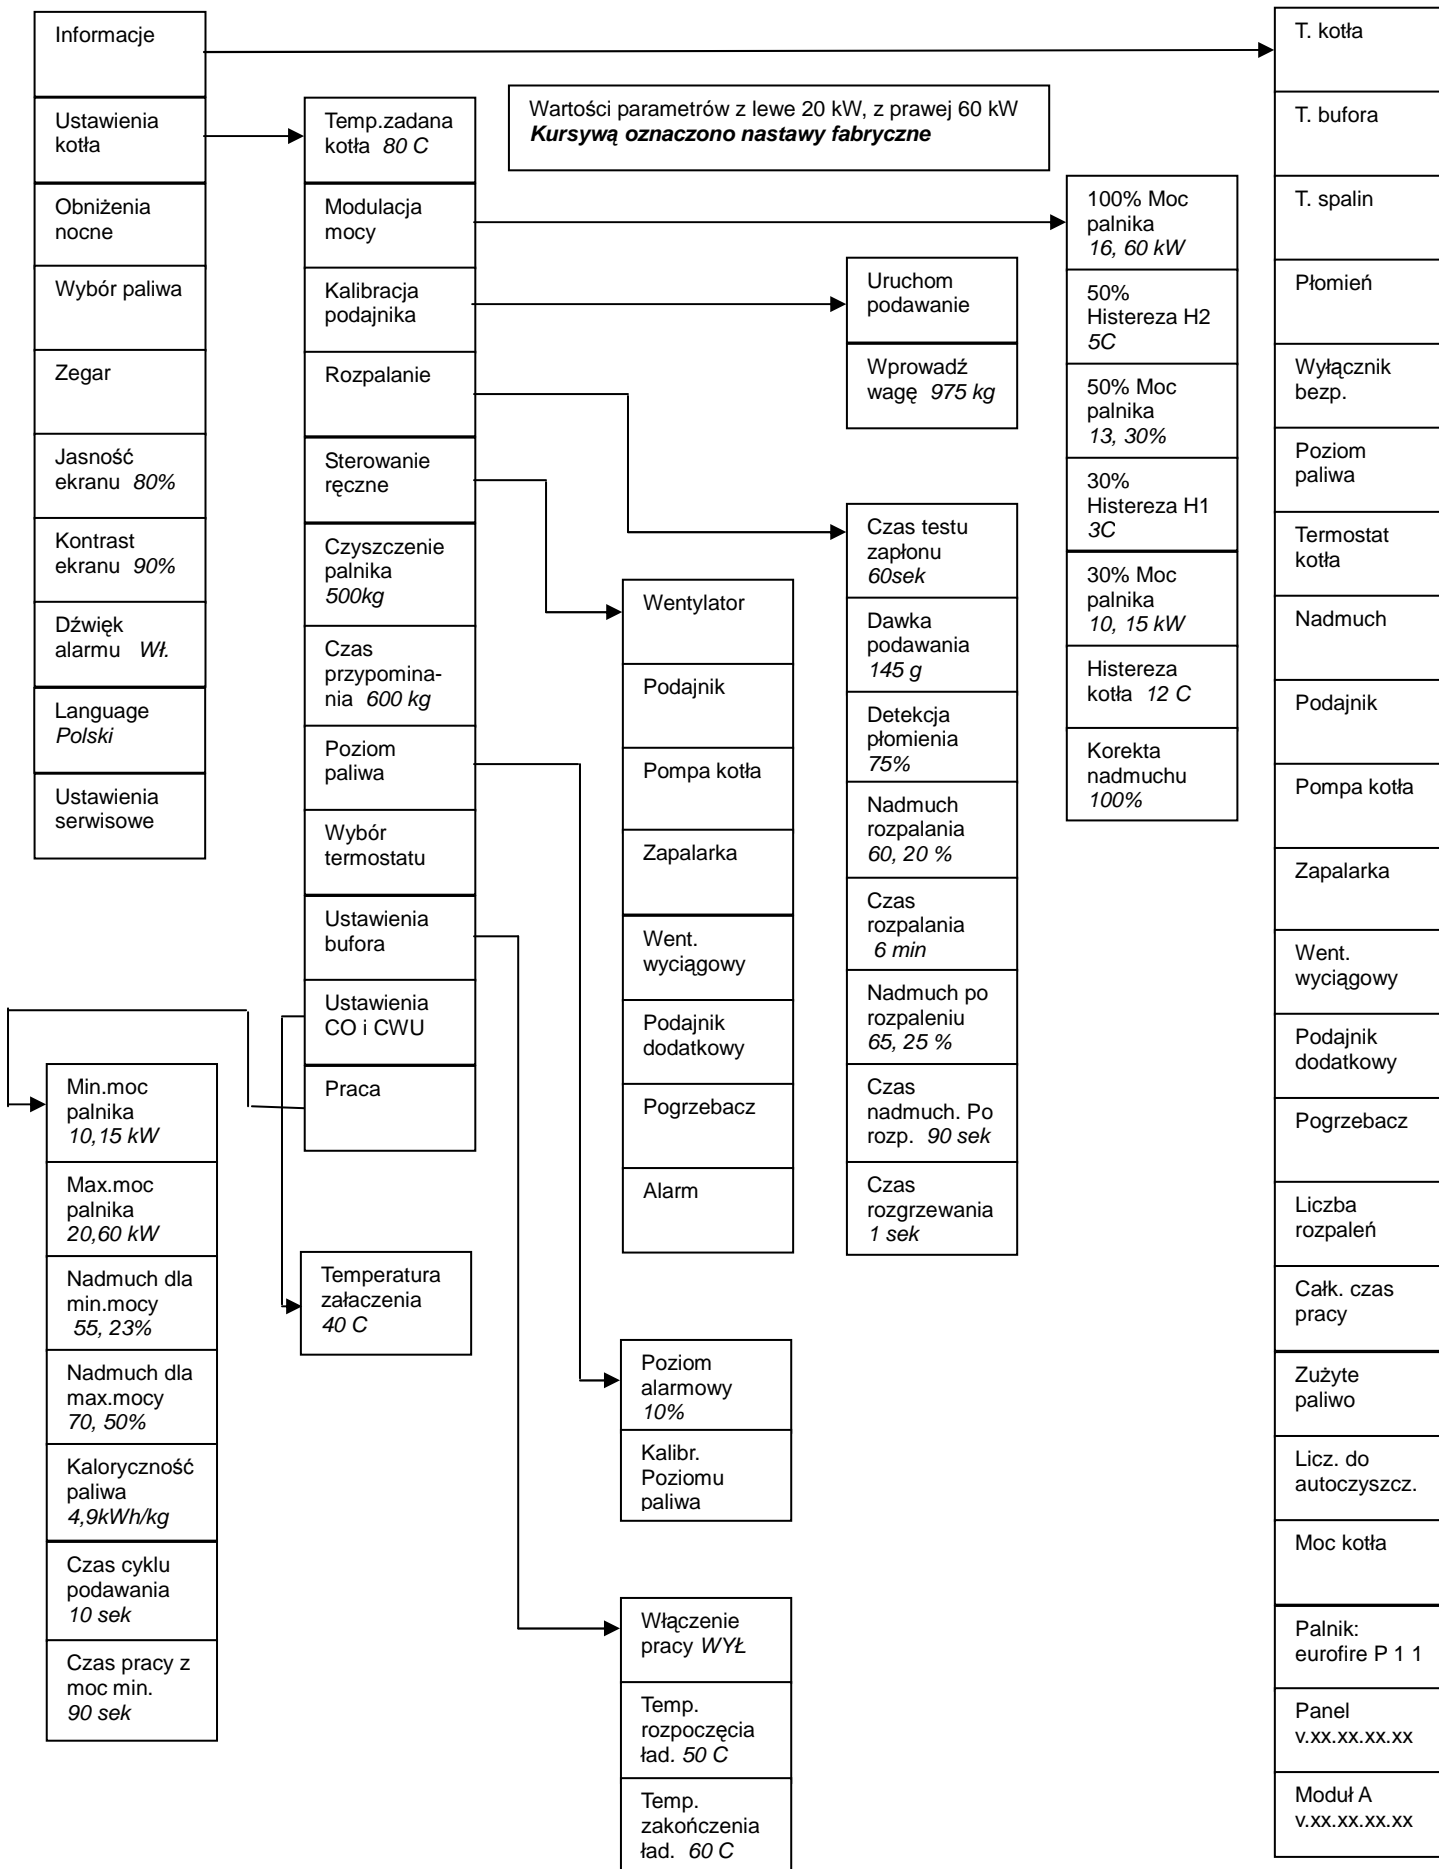 Informacje
Ustawienia
kotła
Obniżenia
nocne
Wybór paliwa
Zegar
Jasność
ekranu 80%
Kontrast
ekranu 90%
Dźwięk
alarmu Wł.
Language
Polski
Ustawienia
serwisowe
Temp.zadana
kotła 80 C
Modulacja
mocy
Kalibracja
podajnika
Rozpalanie
Sterowanie
ręczne
Czyszczenie
palnika
500kg
Czas
przypomina-
nia 600 kg
Poziom
paliwa
Wybór
termostatu
Ustawienia
bufora
Ustawienia
CO i CWU
Praca
Wartości parametrów z lewe 20 kW, z prawej 60 kW
Kursywą oznaczono nastawy fabryczne
Min.moc
palnika
10,15 kW
Max.moc
palnika
20,60 kW
Nadmuch dla
min.mocy
55, 23%
Nadmuch dla
max.mocy
70, 50%
Kaloryczność
paliwa
4,9kWh/kg
Czas cyklu
podawania
10 sek
Czas pracy z
moc min.
90 sek
Temperatura
załaczenia
40 C
Wentylator
Podajnik
Pompa kotła
Zapalarka
Went.
wyciągowy
Podajnik
dodatkowy
Pogrzebacz
Alarm
Poziom
alarmowy
10%
Kalibr.
Poziomu
paliwa
Włączenie
pracy WYŁ
Temp.
rozpoczęcia
ład. 50 C
Temp.
zakończenia
ład. 60 C
Uruchom
podawanie
Wprowadź
wagę 975 kg
Czas testu
zapłonu
60sek
Dawka
podawania
145 g
Detekcja
płomienia
75%
Nadmuch
rozpalania
60, 20 %
Czas
rozpalania
6 min
Nadmuch po
rozpaleniu
65, 25 %
Czas
nadmuch. Po
rozp. 90 sek
Czas
rozgrzewania
1 sek
100% Moc
palnika
16, 60 kW
50%
Histereza H2
5C
50% Moc
palnika
13, 30%
30%
Histereza H1
3C
30% Moc
palnika
10, 15 kW
Histereza
kotła 12 C
Korekta
nadmuchu
100%
T. kotła
T. bufora
T. spalin
Płomień
Wyłącznik
bezp.
Poziom
paliwa
Termostat
kotła
Nadmuch
Podajnik
Pompa kotła
Zapalarka
Went.
wyciągowy
Podajnik
dodatkowy
Pogrzebacz
Liczba
rozpaleń
Całk. czas
pracy
Zużyte
paliwo
Licz. do
autoczyszcz.
Moc kotła
Palnik:
eurofire P 1 1
Panel
v.xx.xx.xx.xx
Moduł A
v.xx.xx.xx.xx